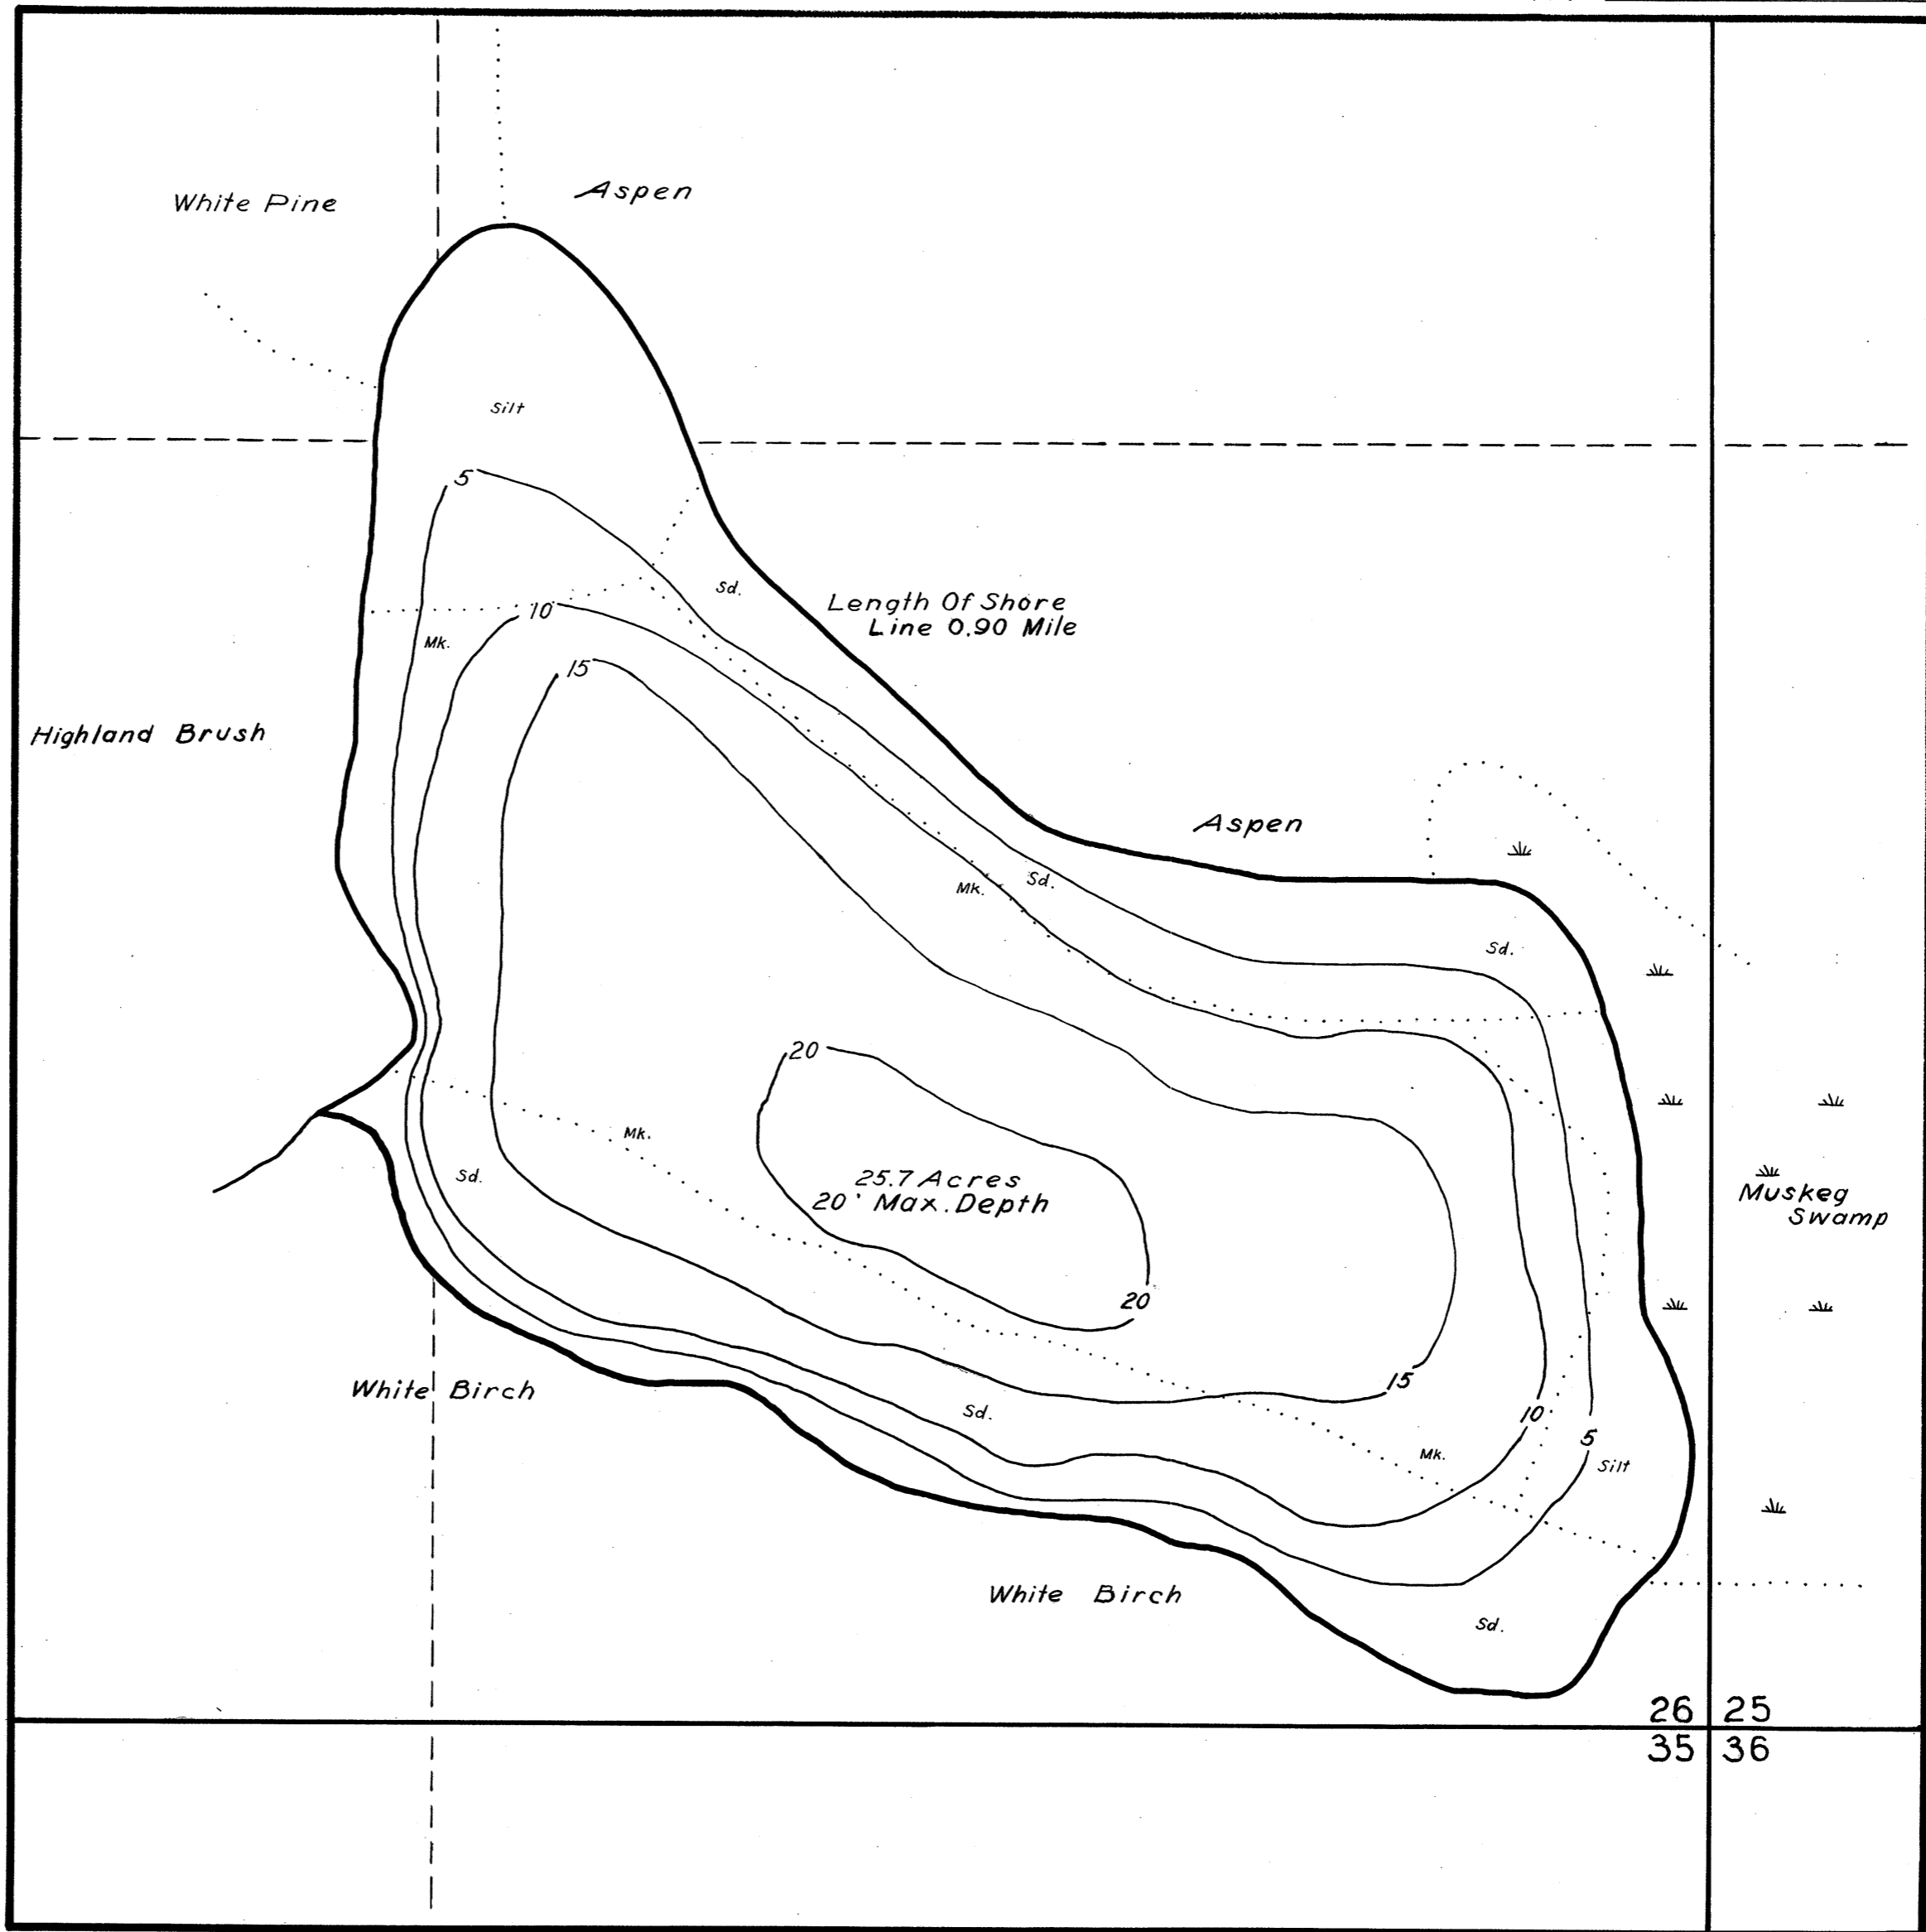 White Pine
Aspen
Silt
5
Sd.
Length Of Shore
Line 0.90 Mile
10
Mk.
15
Highland Brush
Aspen
Mk.
Sd.
Sd.
20
Mk.
Sd.
25.7 Acres
20' Max. Depth
Muskeg
Swamp
20
White Birch
15
Sd.
10
5
Mk.
Silt
White Birch
Sd.
26 25
35 36